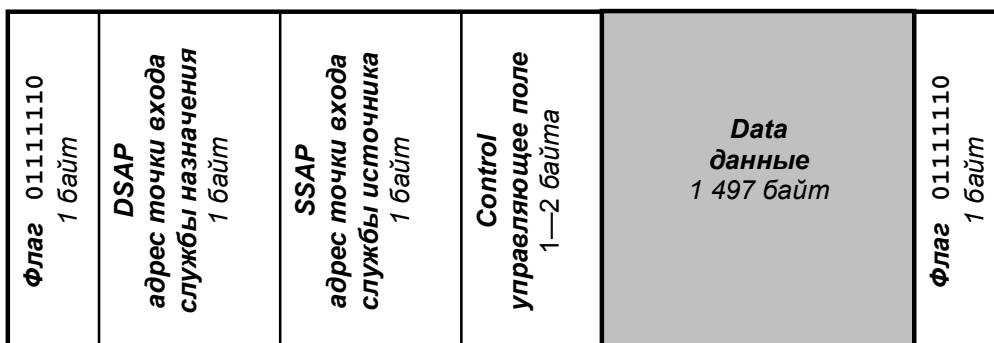 Флаг 01111110
1 байт
DSAP
адрес точки входа
службы назначения
1 байт
SSAP
адрес точки входа
службы источника
1 байт
Control
управляющее поле
1—2 байта
Data
данные
1 497 байт
Флаг 01111110
1 байт